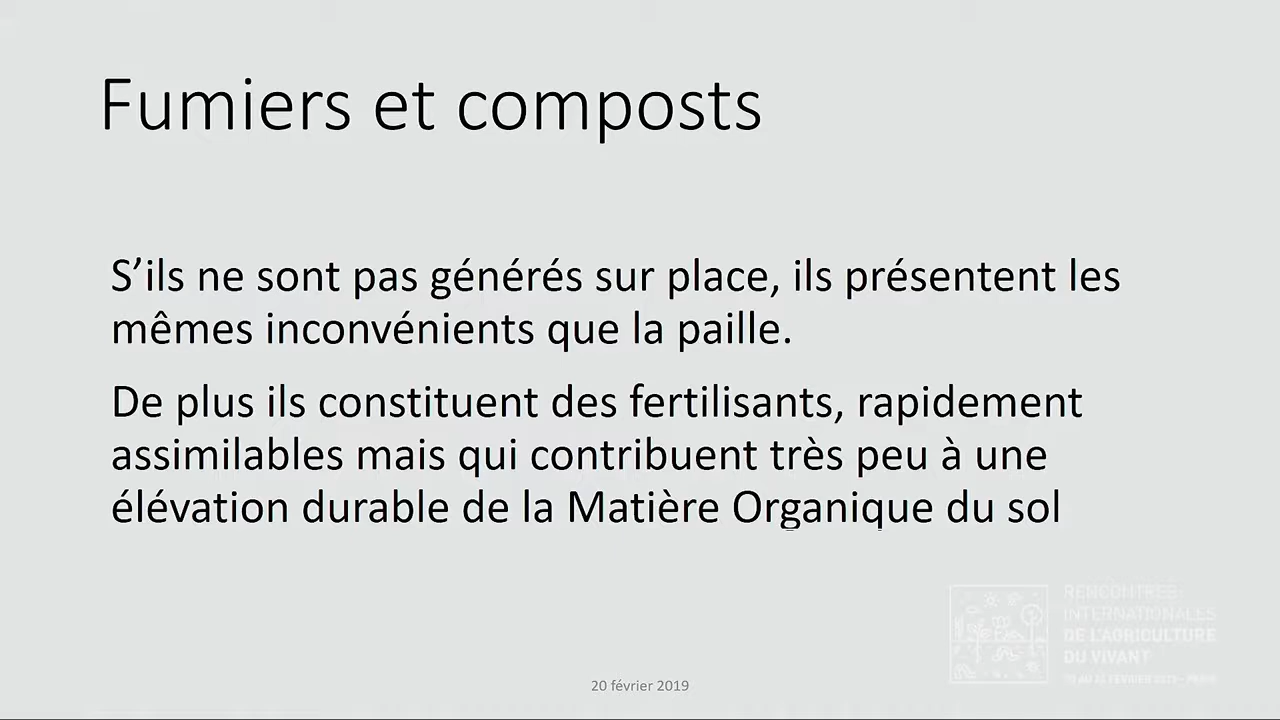 Fumiers et composts
S’ils ne sont pas générés sur place, ils présentent les
mêmes inconvénients que la paille.
De plus ils constituent des fertilisants, rapidement
assimilables mais qui contribuent très peu à une
élévation durable de la Matière Organique du sol
RENCONTRES
INTERNATIONALES
DE L'AGRICULTURE
DU VIVANT
20 février 2019